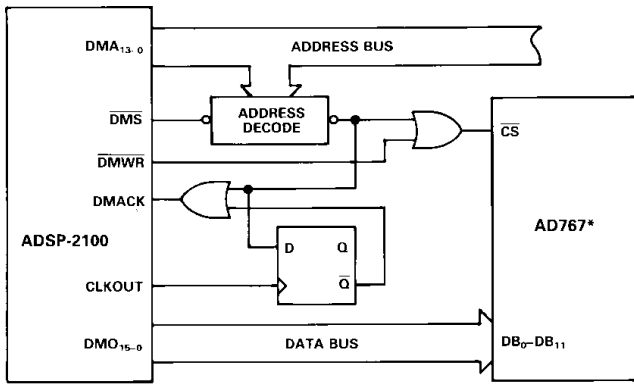 DMA13-0
ADDRESS BUS
DMS
ADDRESS
DECODE
DMWR
CS
DMACK
ADSP-2100
AD767*
D
Q
Q
CLKOUT
DMO15-0
DATA BUS
DB0–DB11